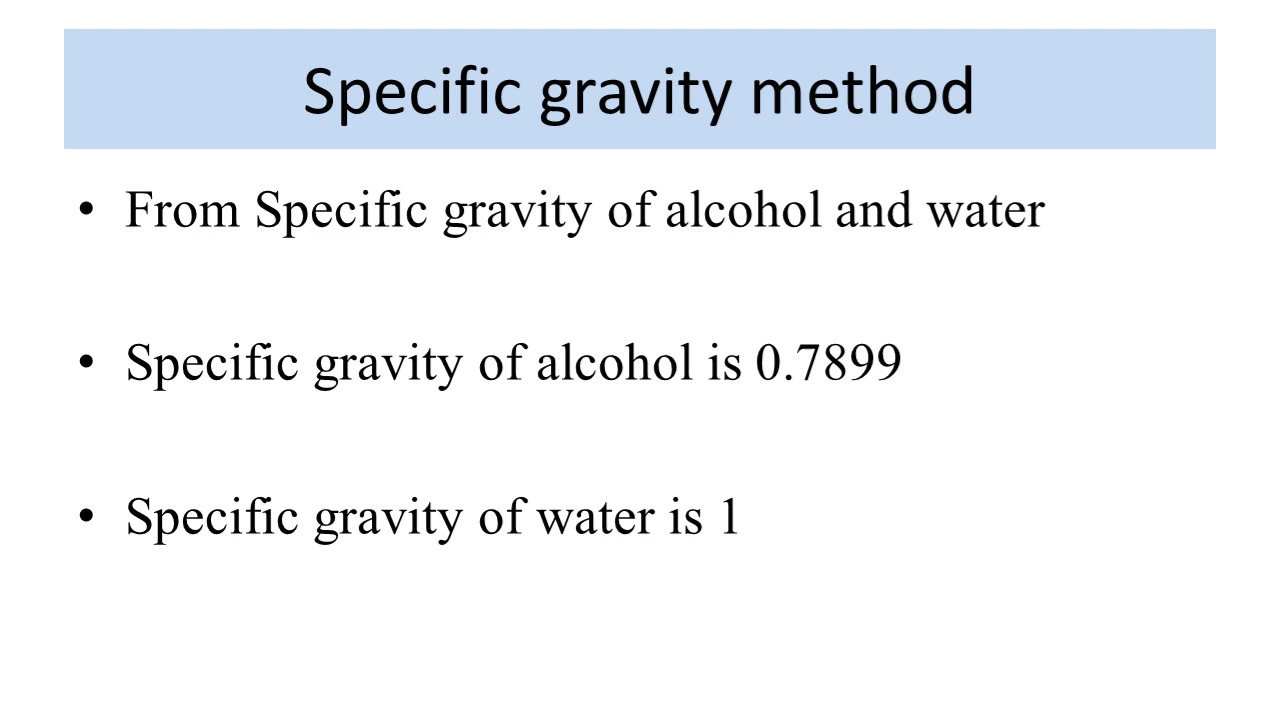 Specific gravity method
• From Specific gravity of alcohol and water
• Specific gravity of alcohol is 0.7899
• Specific gravity of water is 1